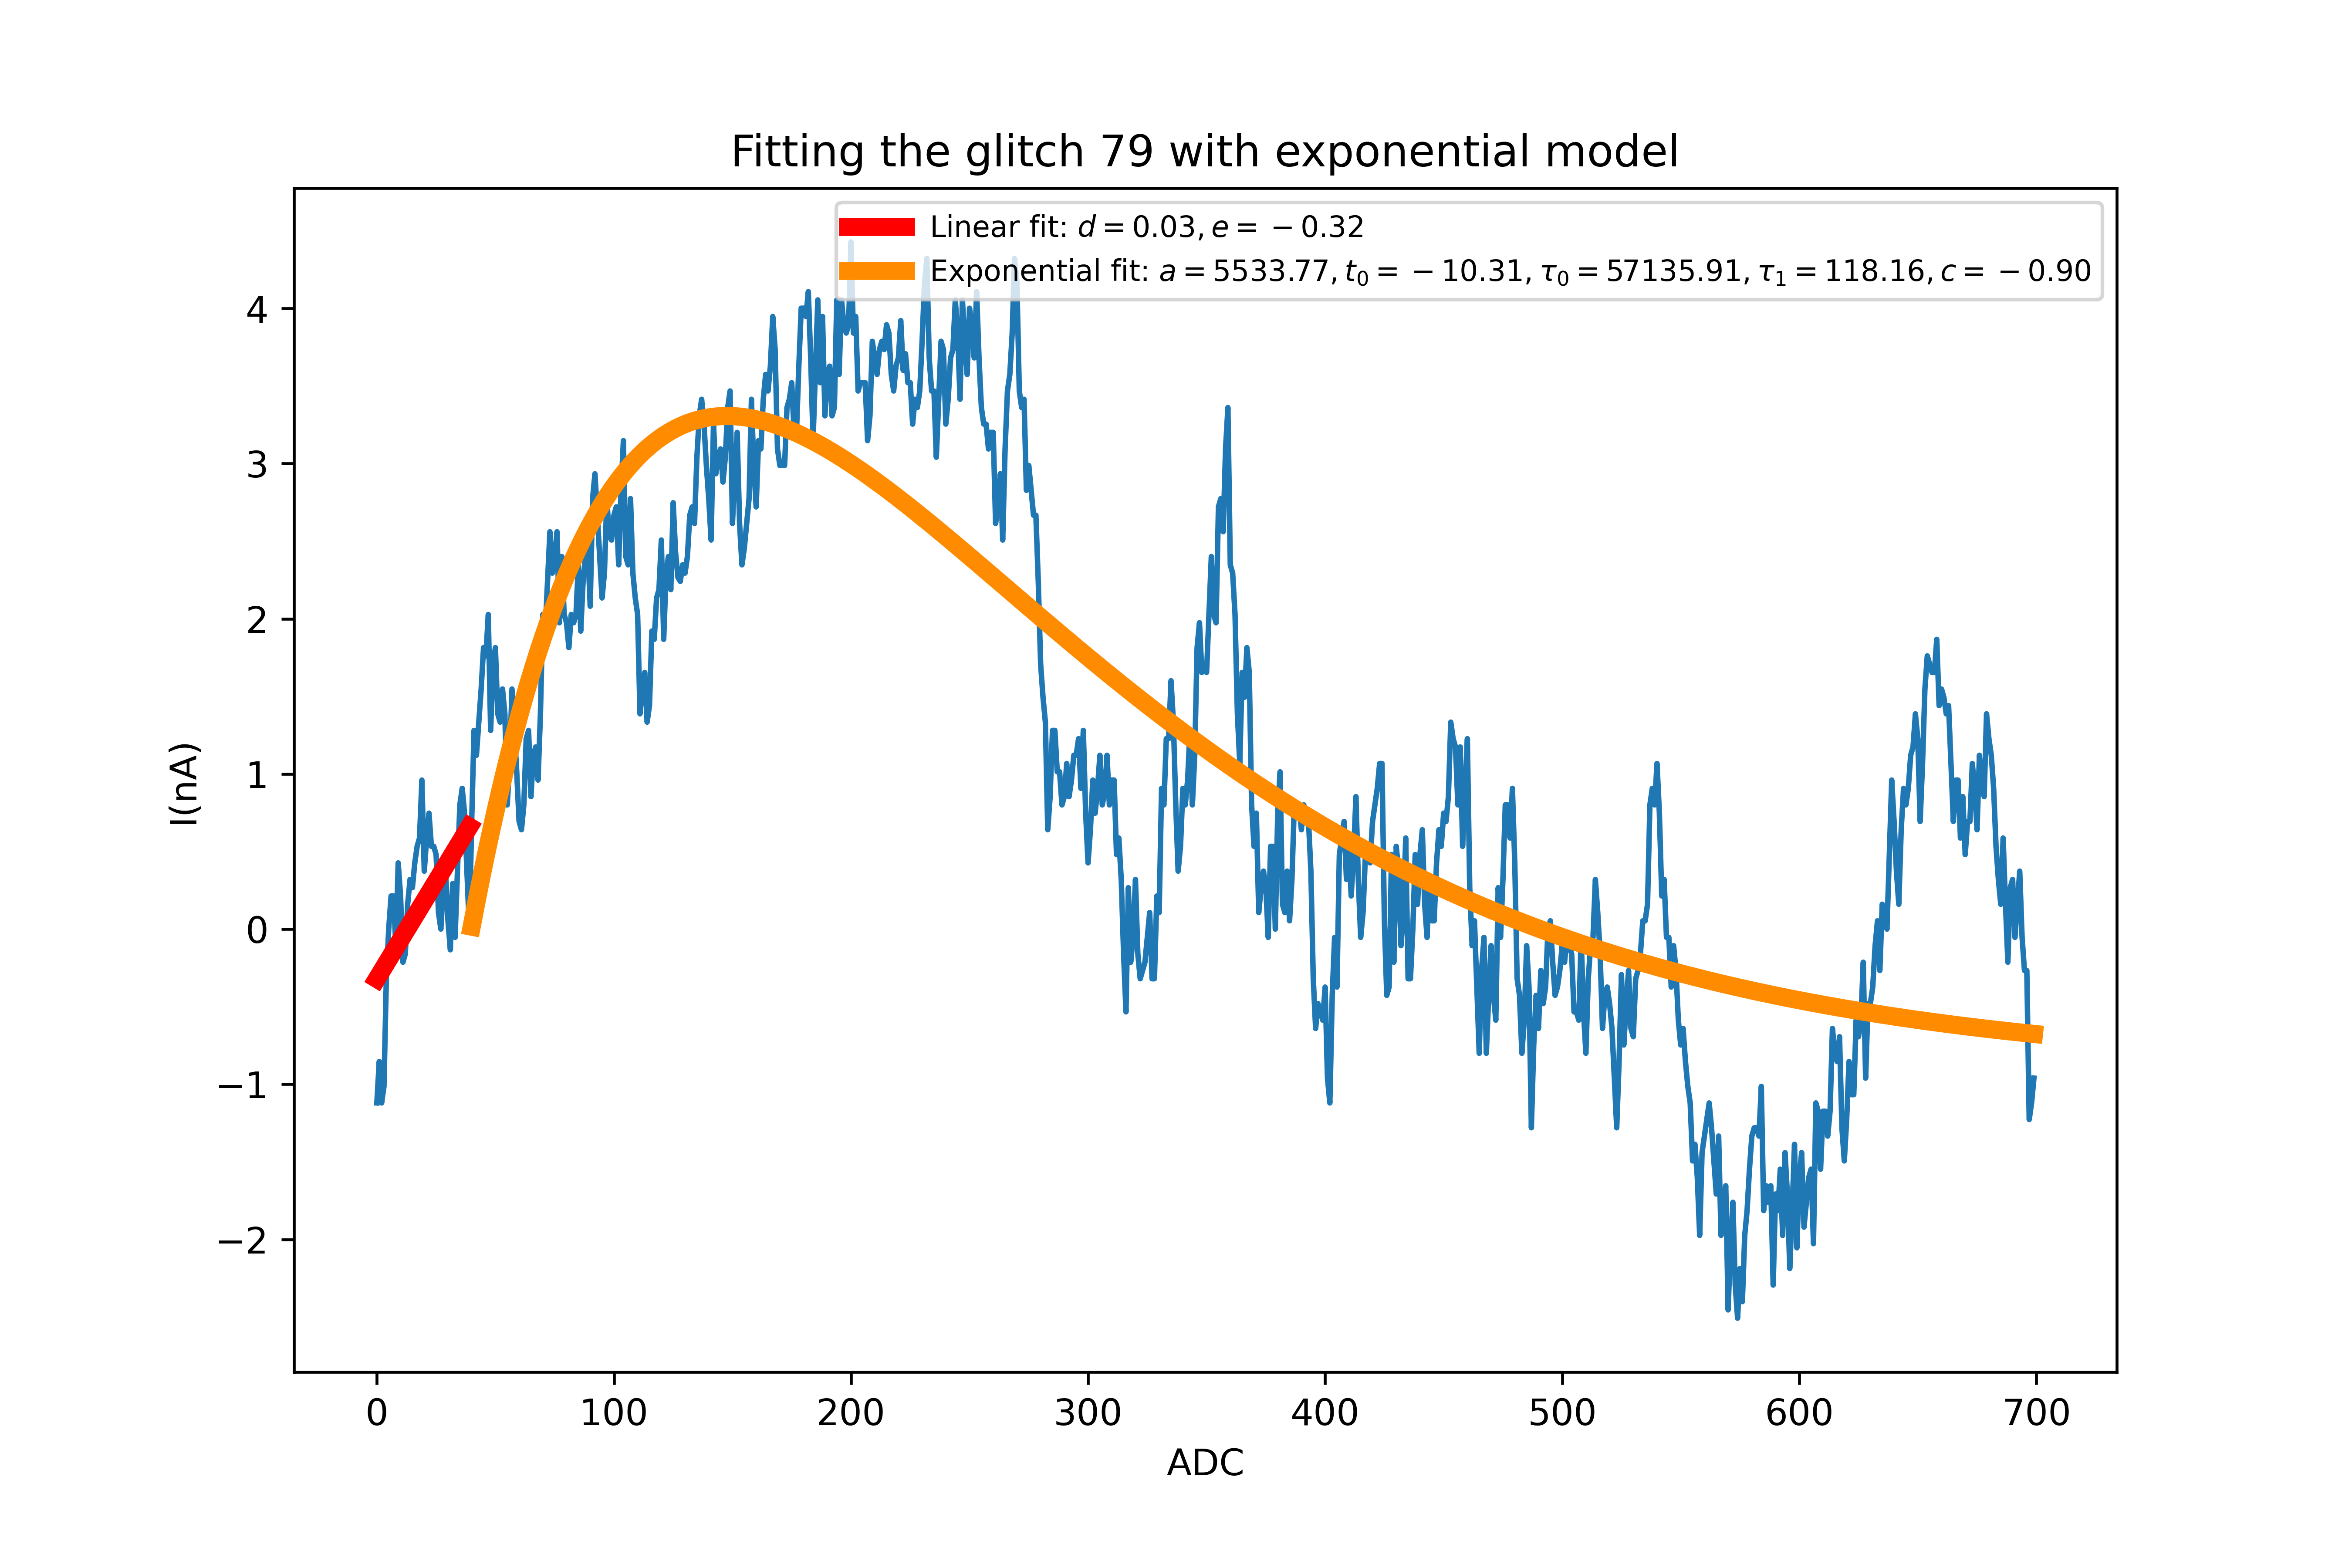 Fitting the glitch 79 with exponential model
Linear fit: d = 0.03, e = −0.32
Exponential fit: a = 5533.77, t₀ = −10.31, τ₀ = 57135.91, τ₁ = 118.16, c = −0.90
4
3
2
1
0
−1
−2
I(nA)
0 100 200 300 400 500 600 700
ADC